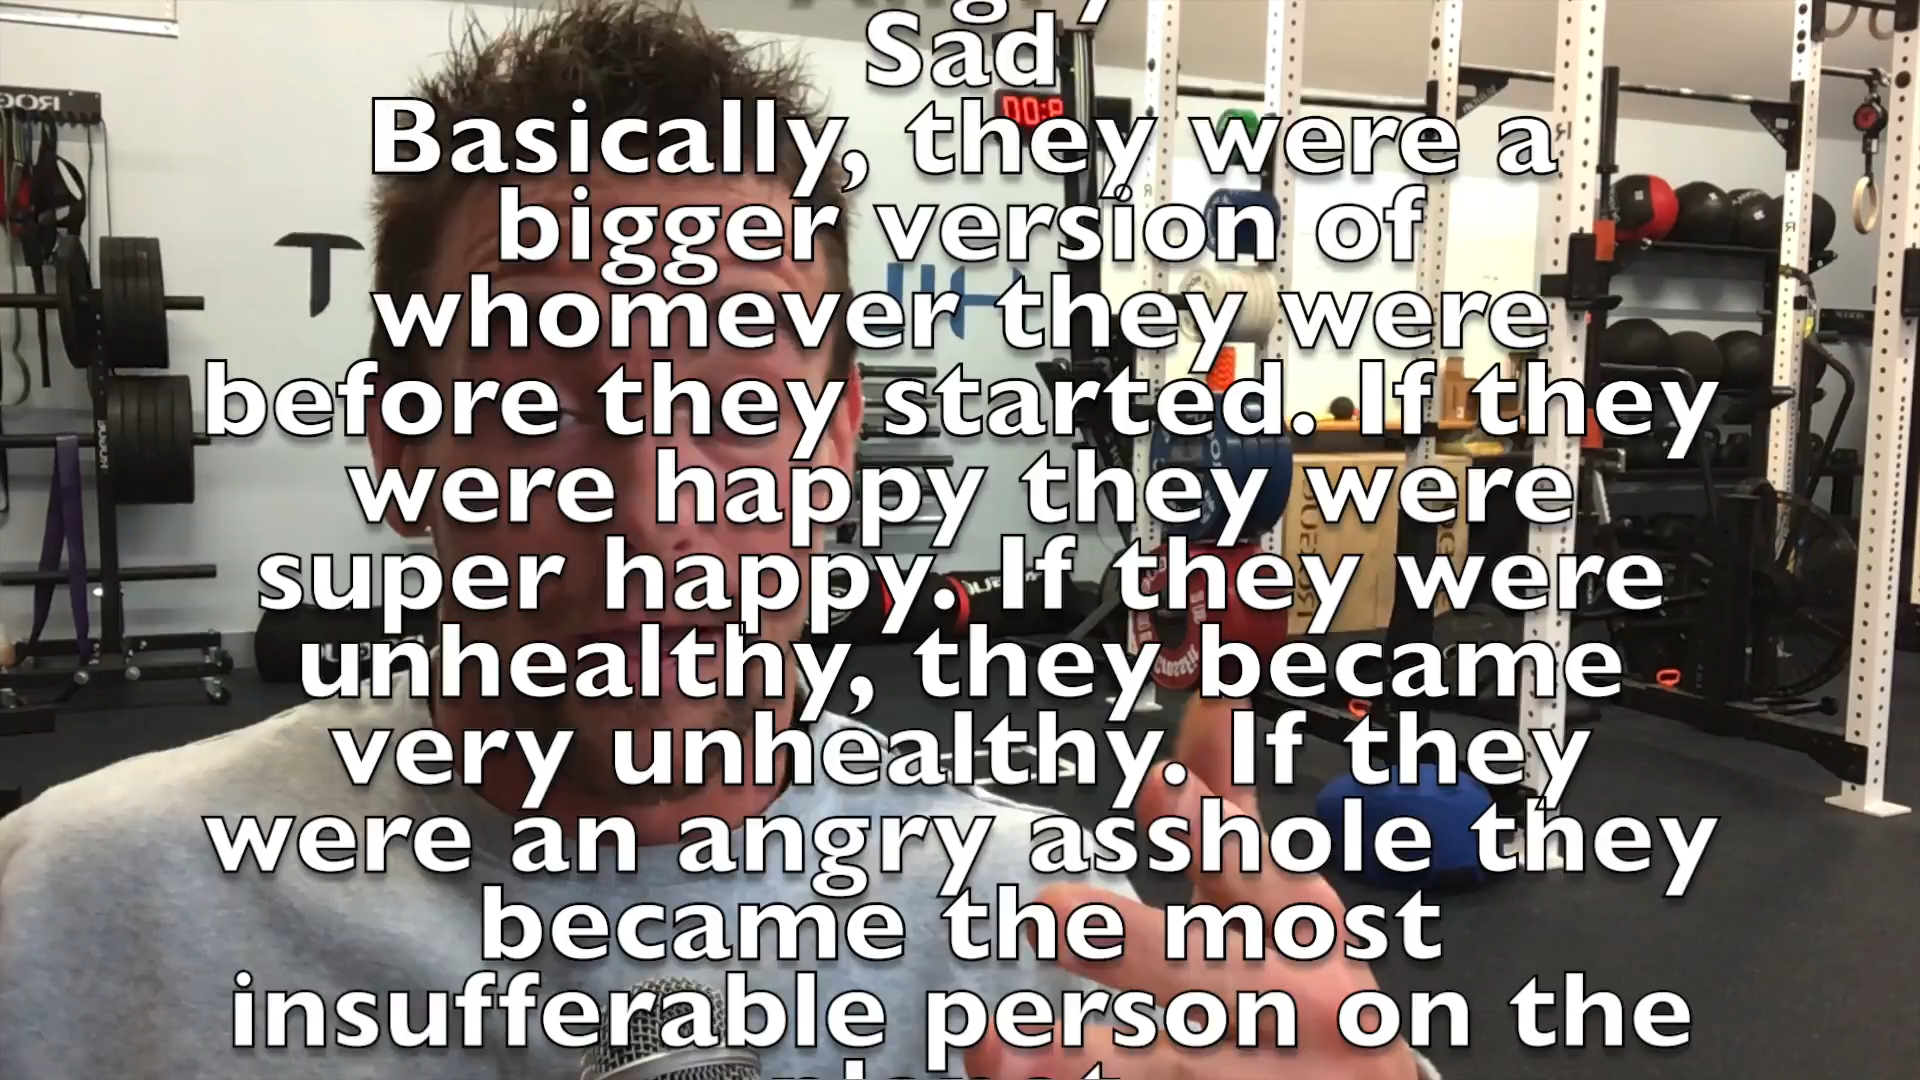 Sad
00:8
Basically, they were a
bigger version of
whomever they were
before they started. If they
were happy they were
super happy. If they were
unhealthy, they became
very unhealthy. If they
were an angry asshole they
became the most
insufferable person on the